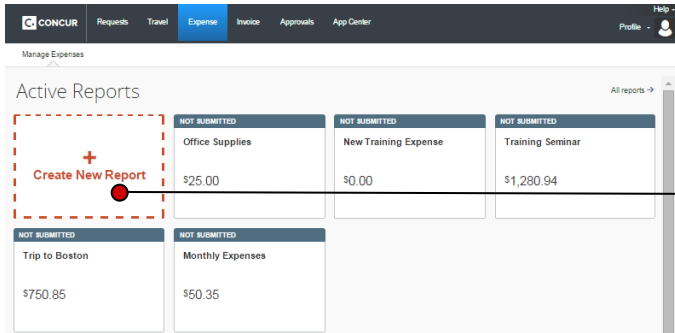 Help
C. CONCUR Requests Travel Expense Invoice Approvals App Center
Profile
Manage Expenses
Active Reports
All reports →
+
Create New Report
NOT SUBMITTED
Office Supplies
$25.00
NOT SUBMITTED
New Training Expense
$0.00
NOT SUBMITTED
Training Seminar
$1,280.94
NOT SUBMITTED
Trip to Boston
$750.85
NOT SUBMITTED
Monthly Expenses
$50.35